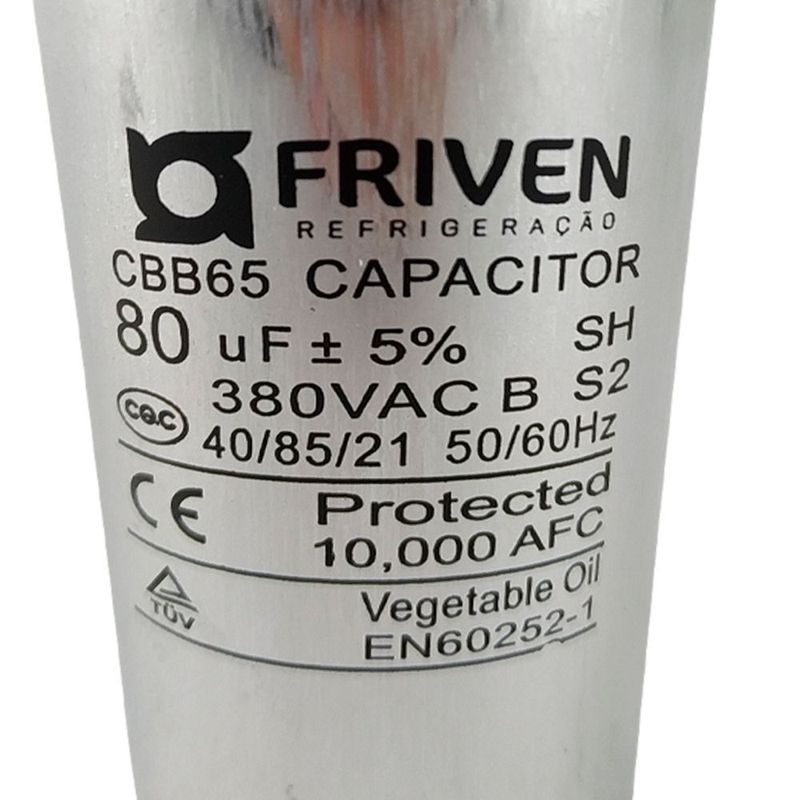 FRIVEN
REFRIGERAÇÃO
CBB65 CAPACITOR
80 uF ± 5% SH
380VAC B S2
CQC 40/85/21 50/60Hz
CE Protected
10,000 AFC
TÜV Vegetable Oil
EN60252-1